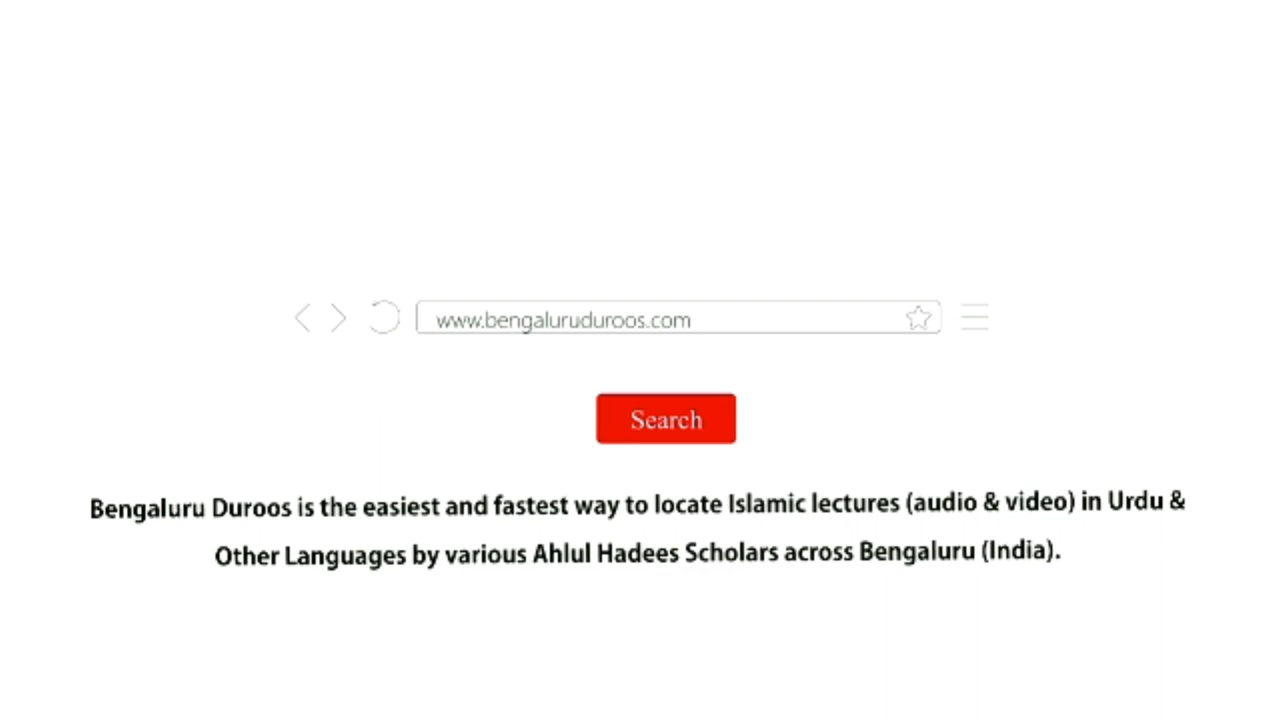 www.bengaluruduroos.com
Search
Bengaluru Duroos is the easiest and fastest way to locate Islamic lectures (audio & video) in Urdu &
Other Languages by various Ahlul Hadees Scholars across Bengaluru (India).